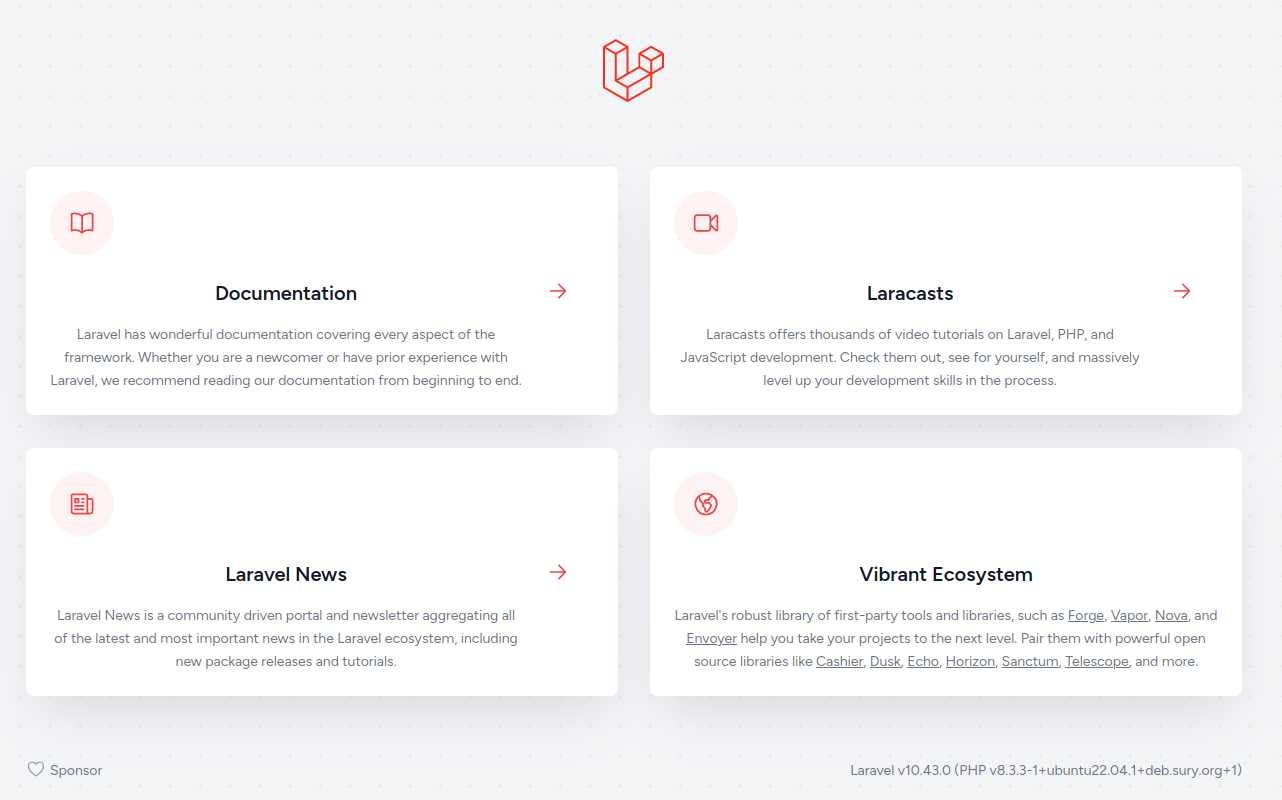 Documentation
Laravel has wonderful documentation covering every aspect of the
framework. Whether you are a newcomer or have prior experience with
Laravel, we recommend reading our documentation from beginning to end.
Laracasts
Laracasts offers thousands of video tutorials on Laravel, PHP, and
JavaScript development. Check them out, see for yourself, and massively
level up your development skills in the process.
Laravel News
Laravel News is a community driven portal and newsletter aggregating all
of the latest and most important news in the Laravel ecosystem, including
new package releases and tutorials.
Vibrant Ecosystem
Laravel's robust library of first-party tools and libraries, such as Forge, Vapor, Nova, and
Envoyer help you take your projects to the next level. Pair them with powerful open
source libraries like Cashier, Dusk, Echo, Horizon, Sanctum, Telescope, and more.
Sponsor
Laravel v10.43.0 (PHP v8.3.3-1+ubuntu22.04.1+deb.sury.org+1)